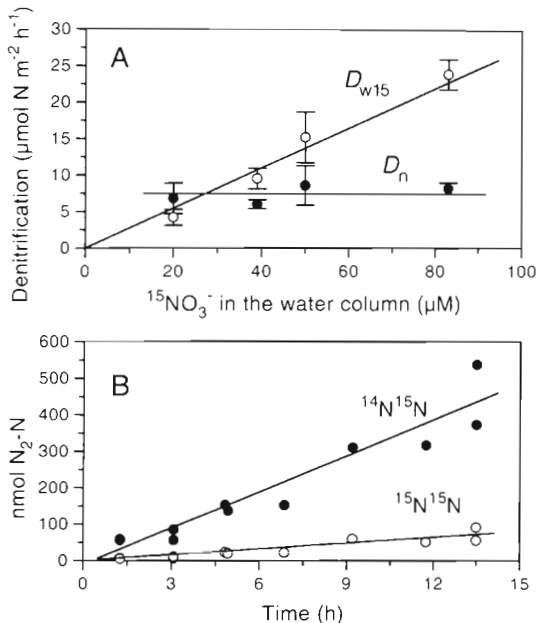 A
Denitrification (µmol N m⁻² h⁻¹)
30
25
20
15
10
5
0
D_w15
D_n
0 20 40 60 80 100
¹⁵NO₃⁻ in the water column (µM)
B
nmol N₂-N
600
500
400
300
200
100
0
¹⁴N¹⁵N
¹⁵N¹⁵N
0 3 6 9 12 15
Time (h)